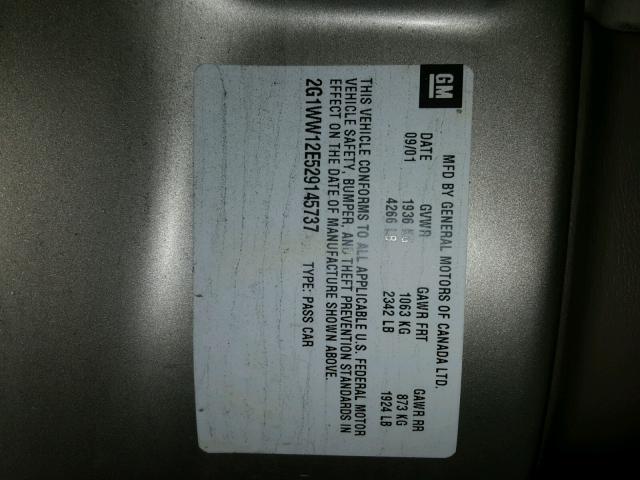 GM
MFD BY GENERAL MOTORS OF CANADA LTD.
DATE GVWR GAWR FRT GAWR RR
09/01 1936 KG 1063 KG 873 KG
4266 LB 2342 LB 1924 LB
THIS VEHICLE CONFORMS TO ALL APPLICABLE U.S. FEDERAL MOTOR
VEHICLE SAFETY, BUMPER, AND THEFT PREVENTION STANDARDS IN
EFFECT ON THE DATE OF MANUFACTURE SHOWN ABOVE.
2G1WW12E529145737 TYPE: PASS CAR